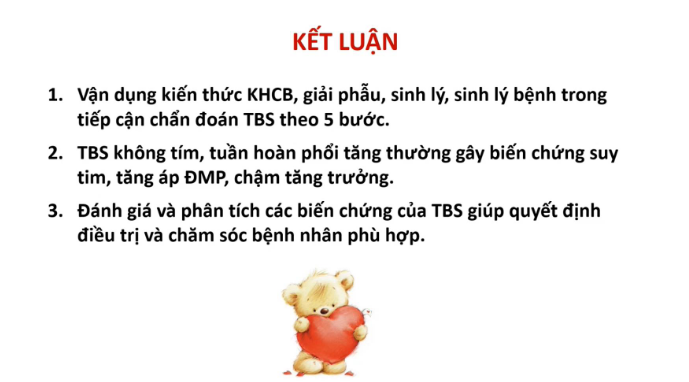 KẾT LUẬN
1. Vận dụng kiến thức KHCB, giải phẫu, sinh lý, sinh lý bệnh trong
tiếp cận chẩn đoán TBS theo 5 bước.
2. TBS không tím, tuần hoàn phổi tăng thường gây biến chứng suy
tim, tăng áp ĐMP, chậm tăng trưởng.
3. Đánh giá và phân tích các biến chứng của TBS giúp quyết định
điều trị và chăm sóc bệnh nhân phù hợp.